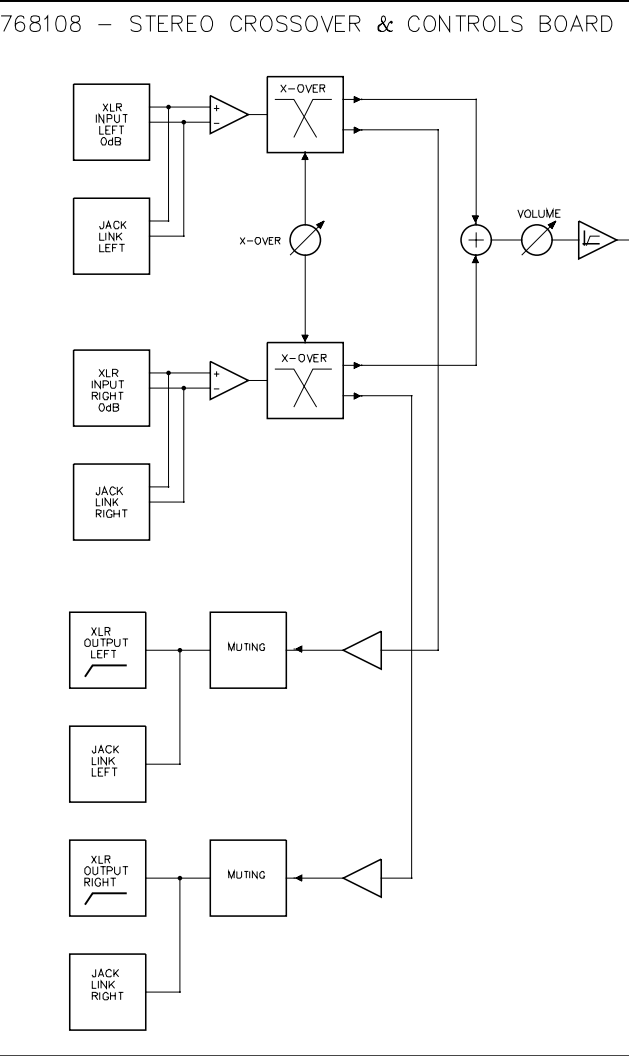 768108 – STEREO CROSSOVER & CONTROLS BOARD
XLR
INPUT
LEFT
0dB
+
−
X-OVER
JACK
LINK
LEFT
X-OVER
VOLUME
+
XLR
INPUT
RIGHT
0dB
+
−
X-OVER
JACK
LINK
RIGHT
XLR
OUTPUT
LEFT
MUTING
JACK
LINK
LEFT
XLR
OUTPUT
RIGHT
MUTING
JACK
LINK
RIGHT